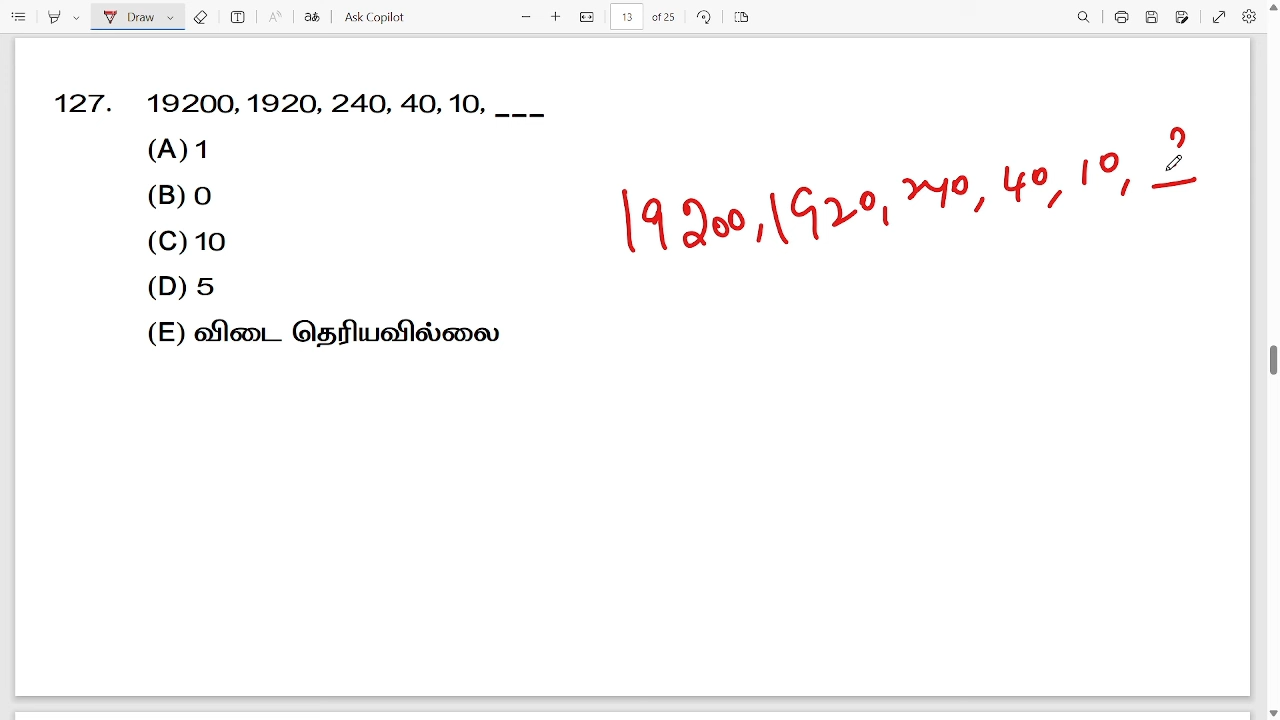 Draw
Ask Copilot
13 of 25
127. 19200, 1920, 240, 40, 10, ___
(A) 1
(B) 0
(C) 10
(D) 5
(E) விடை தெரியவில்லை
19200, 1920, 240, 40, 10, ?